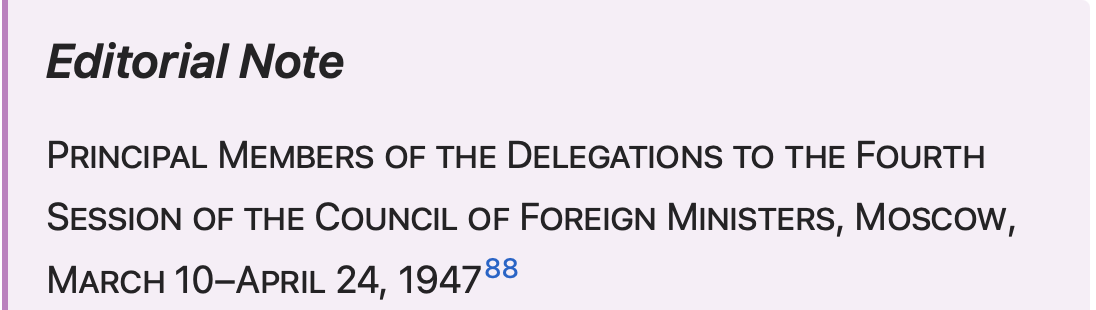 Editorial Note
Principal Members of the Delegations to the Fourth
Session of the Council of Foreign Ministers, Moscow,
March 10–April 24, 1947⁸⁸